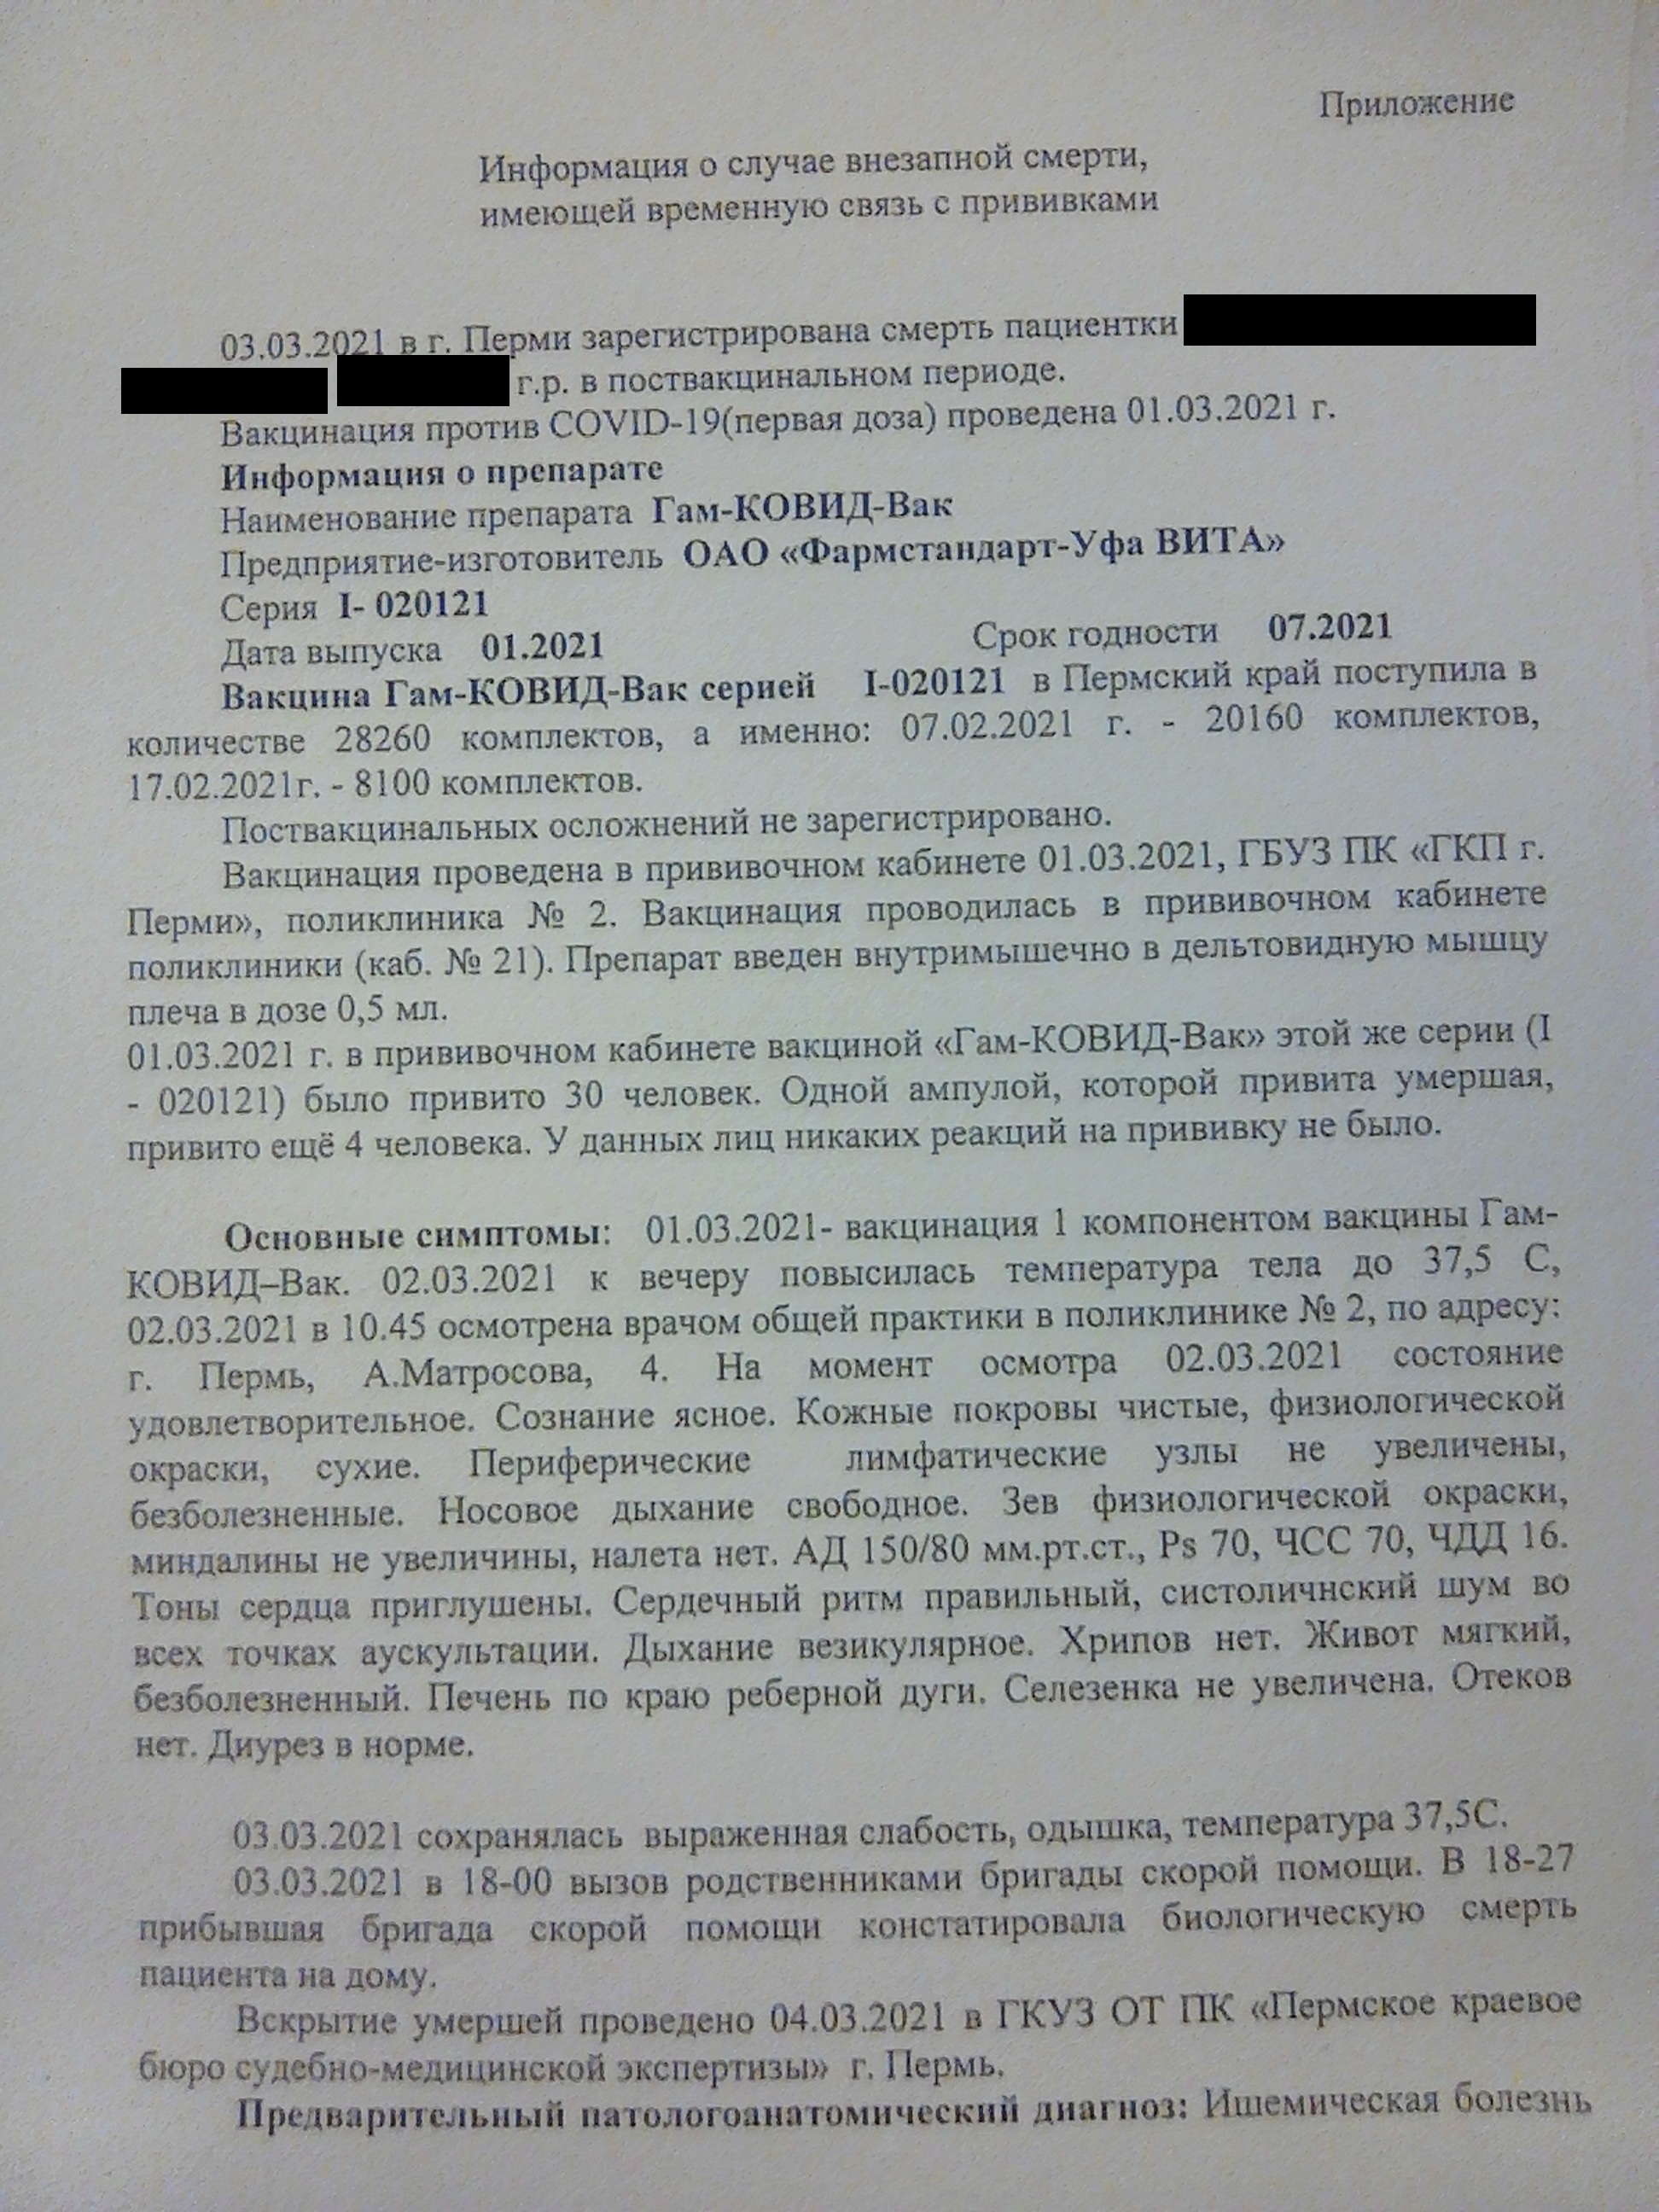 Приложение
Информация о случае внезапной смерти,
имеющей временную связь с прививками
03.03.2021 в г. Перми зарегистрирована смерть пациентки
г.р. в поствакцинальном периоде.
Вакцинация против COVID-19(первая доза) проведена 01.03.2021 г.
Информация о препарате
Наименование препарата Гам-КОВИД-Вак
Предприятие-изготовитель ОАО «Фармстандарт-Уфа ВИТА»
Серия I- 020121
Дата выпуска 01.2021 Срок годности 07.2021
Вакцина Гам-КОВИД-Вак серией I-020121 в Пермский край поступила в
количестве 28260 комплектов, а именно: 07.02.2021 г. - 20160 комплектов,
17.02.2021г. - 8100 комплектов.
Поствакцинальных осложнений не зарегистрировано.
Вакцинация проведена в прививочном кабинете 01.03.2021, ГБУЗ ПК «ГКП г.
Перми», поликлиника № 2. Вакцинация проводилась в прививочном кабинете
поликлиники (каб. № 21). Препарат введен внутримышечно в дельтовидную мышцу
плеча в дозе 0,5 мл.
01.03.2021 г. в прививочном кабинете вакциной «Гам-КОВИД-Вак» этой же серии (I
- 020121) было привито 30 человек. Одной ампулой, которой привита умершая,
привито ещё 4 человека. У данных лиц никаких реакций на прививку не было.
Основные симптомы: 01.03.2021- вакцинация 1 компонентом вакцины Гам-
КОВИД–Вак. 02.03.2021 к вечеру повысилась температура тела до 37,5 С,
02.03.2021 в 10.45 осмотрена врачом общей практики в поликлинике № 2, по адресу:
г. Пермь, А.Матросова, 4. На момент осмотра 02.03.2021 состояние
удовлетворительное. Сознание ясное. Кожные покровы чистые, физиологической
окраски, сухие. Периферические лимфатические узлы не увеличены,
безболезненные. Носовое дыхание свободное. Зев физиологической окраски,
миндалины не увеличины, налета нет. АД 150/80 мм.рт.ст., Ps 70, ЧСС 70, ЧДД 16.
Тоны сердца приглушены. Сердечный ритм правильный, систоличнский шум во
всех точках аускультации. Дыхание везикулярное. Хрипов нет. Живот мягкий,
безболезненный. Печень по краю реберной дуги. Селезенка не увеличена. Отеков
нет. Диурез в норме.
03.03.2021 сохранялась выраженная слабость, одышка, температура 37,5С.
03.03.2021 в 18-00 вызов родственниками бригады скорой помощи. В 18-27
прибывшая бригада скорой помощи констатировала биологическую смерть
пациента на дому.
Вскрытие умершей проведено 04.03.2021 в ГКУЗ ОТ ПК «Пермское краевое
бюро судебно-медицинской экспертизы» г. Пермь.
Предварительный патологоанатомический диагноз: Ишемическая болезнь